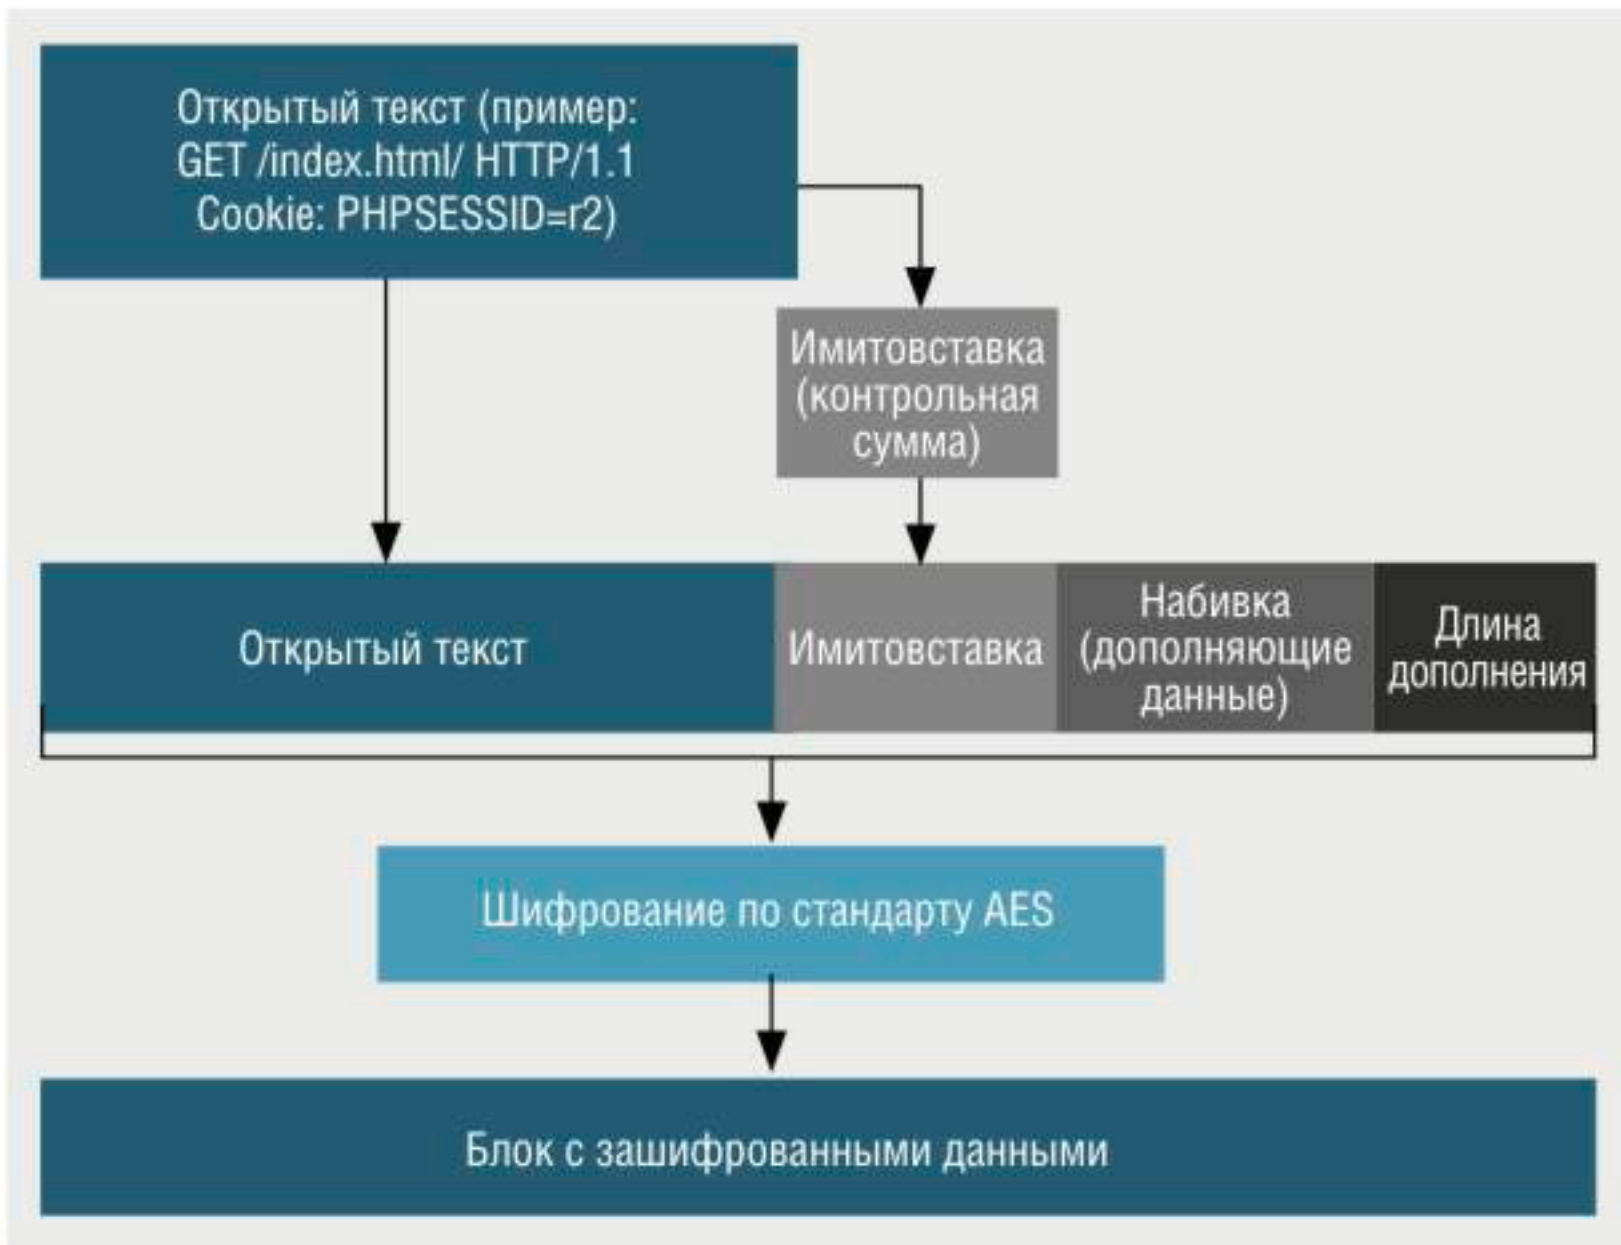 Открытый текст (пример:
GET /index.html/ HTTP/1.1
Cookie: PHPSESSID=r2)
Имитовставка
(контрольная
сумма)
Открытый текст
Имитовставка
Набивка
(дополняющие
данные)
Длина
дополнения
Шифрование по стандарту AES
Блок с зашифрованными данными